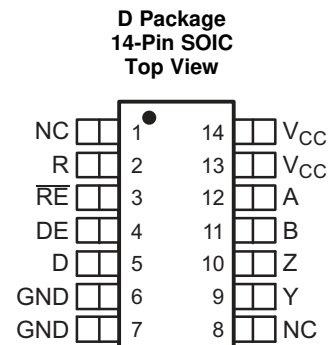 D Package
14-Pin SOIC
Top View
NC 1 14 VCC
R 2 13 VCC
R̅E̅ 3 12 A
DE 4 11 B
D 5 10 Z
GND 6 9 Y
GND 7 8 NC